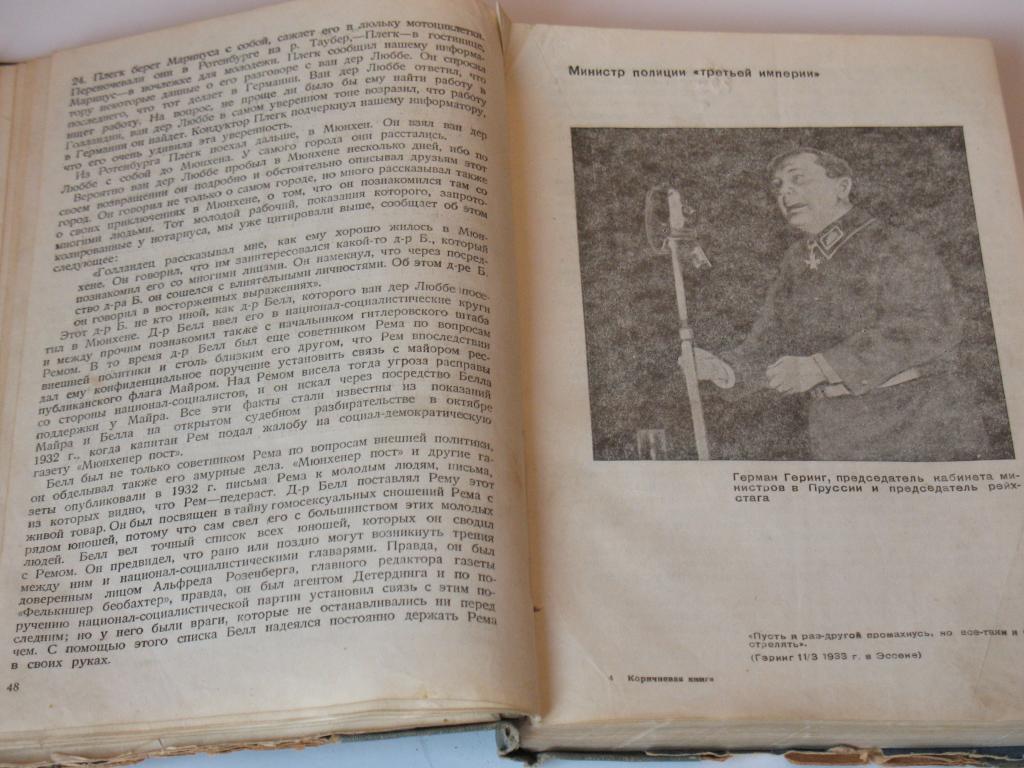 24. Плегк берет Маринуса с собой, сажает его в люльку мотоциклетки.
Переночевали они в Ротенбурге на р. Таубер,—Плегк—в гостинице,
Маринус—в ночлежке для молодежи. Плегк сообщил нашему информа-
тору некоторые данные о его разговоре с ван дер Люббе. Он спросил
последнего, что тот делает в Германии. Ван дер Люббе ответил, что
ищет работу. На вопрос, не проще ли было бы ему найти работу в
Голландии, ван дер Люббе в самом уверенном тоне возразил, что работу
в Германии он найдет. Кондуктор Плегк подчеркнул нашему информатору,
что его очень удивила эта уверенность.
Из Ротенбурга Плегк поехал дальше, в Мюнхен. Он взял ван дер
Люббе с собой до Мюнхена. У самого города они расстались.
Вероятно ван дер Люббе пробыл в Мюнхене несколько дней, ибо по
своем возвращении он подробно и обстоятельно описывал друзьям этот
город. Он говорил не только о самом городе, но много рассказывал также
о своих приключениях в Мюнхене, о том, что он познакомился там со
многими людьми. Тот молодой рабочий, показания которого, запрото-
колированные у нотариуса, мы уже цитировали выше, сообщает об этом
следующее:
«Голландец рассказывал мне, как ему хорошо жилось в Мюн-
хене. Он говорил, что им заинтересовался какой-то д-р Б., который
познакомил его со многими лицами. Он намекнул, что через посред-
ство д-ра Б. он сошелся с влиятельными личностями. Об этом д-ре Б.
он говорил в восторженных выражениях».
Этот д-р Б. не кто иной, как д-р Белл, которого ван дер Люббе посе-
тил в Мюнхене. Д-р Белл ввел его в национал-социалистические круги
и между прочим познакомил также с начальником гитлеровского штаба
Ремом. В то время д-р Белл был еще советником Рема по вопросам
внешней политики и столь близким его другом, что Рем впоследствии
дал ему конфиденциальное поручение установить связь с майором рес-
публиканского флага Майром. Над Ремом висела тогда угроза расправы
со стороны национал-социалистов, и он искал через посредство Белла
поддержки у Майра. Все эти факты стали известны из показаний
Майра и Белла на открытом судебном разбирательстве в октябре
1932 г., когда капитан Рем подал жалобу на социал-демократическую
газету «Мюнхенер пост».
Белл был не только советником Рема по вопросам внешней политики,
он обделывал также его амурные дела. «Мюнхенер пост» и другие га-
зеты опубликовали в 1932 г. письма Рема к молодым людям, письма,
из которых видно, что Рем—педераст. Д-р Белл поставлял Рему этот
живой товар. Он был посвящен в тайну гомосексуальных сношений Рема с
рядом юношей, потому что сам свел его с большинством этих молодых
людей. Белл вел точный список всех юношей, которых он сводил
с Ремом. Он предвидел, что рано или поздно могут возникнуть трения
между ним и национал-социалистическими главарями. Правда, он был
доверенным лицом Альфреда Розенберга, главного редактора газеты
«Фелькишер беобахтер», правда, он был агентом Детердинга и по по-
ручению национал-социалистической партии установил связь с этим по-
следним; но у него были враги, которые не останавливались ни перед
чем. С помощью этого списка Белл надеялся постоянно держать Рема
в своих руках.
48
Министр полиции «третьей империи»
Герман Геринг, председатель кабинета ми-
нистров в Пруссии и председатель рейх-
стага
«Пусть я раз-другой промахнусь, но все-таки я
стрелять».
(Геринг 11/3 1933 г. в Эссене)
4 Коричневая книга